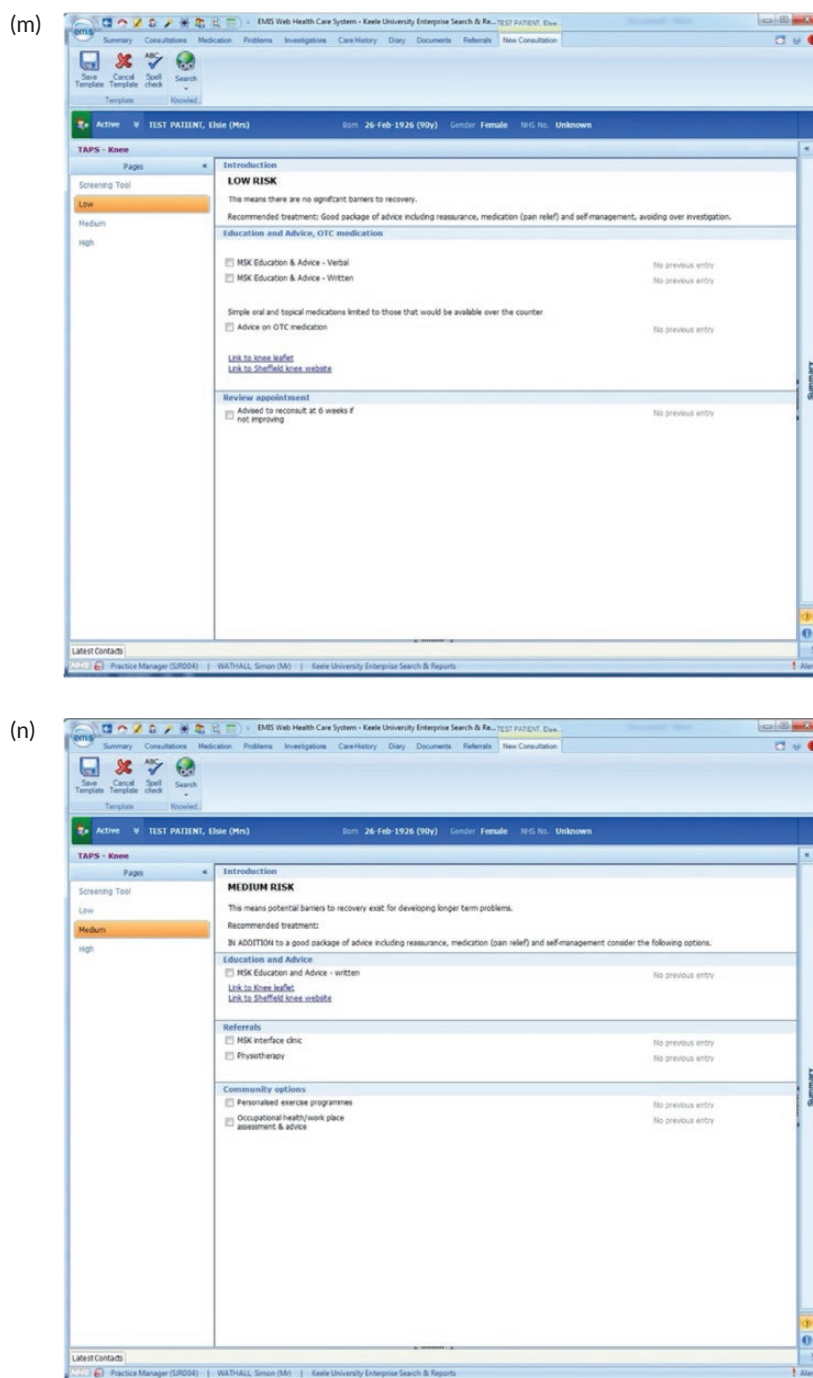 (m)
EMIS Web Health Care System - Keele University Enterprise Search & Re... TEST PATIENT, Elsie...
emis
Summary Consultations Medication Problems Investigations Care History Diary Documents Referrals New Consultation
Save Template Cancel Template Spell check Search
Template Knowled...
Active TEST PATIENT, Elsie (Mrs) Born 26-Feb-1926 (90y) Gender Female NHS No. Unknown
TAPS - Knee
Pages «
Screening Tool
Low
Medium
High
Introduction
LOW RISK
This means there are no significant barriers to recovery.
Recommended treatment: Good package of advice including reassurance, medication (pain relief) and self-management, avoiding over investigation.
Education and Advice, OTC medication
MSK Education & Advice - Verbal No previous entry
MSK Education & Advice - Written No previous entry
Simple oral and topical medications limited to those that would be available over the counter
Advice on OTC medication No previous entry
Link to knee leaflet
Link to Sheffield knee website
Review appointment
Advised to reconsult at 6 weeks if No previous entry
not improving
Summary
Latest Contacts
Practice Manager (SJR004) | WATHALL, Simon (Mr) | Keele University Enterprise Search & Reports
(n)
EMIS Web Health Care System - Keele University Enterprise Search & Re... TEST PATIENT, Elsie...
emis
Summary Consultations Medication Problems Investigations Care History Diary Documents Referrals New Consultation
Save Template Cancel Template Spell check Search
Template Knowled...
Active TEST PATIENT, Elsie (Mrs) Born 26-Feb-1926 (90y) Gender Female NHS No. Unknown
TAPS - Knee
Pages «
Screening Tool
Low
Medium
High
Introduction
MEDIUM RISK
This means potential barriers to recovery exist for developing longer term problems.
Recommended treatment:
IN ADDITION to a good package of advice including reassurance, medication (pain relief) and self-management consider the following options.
Education and Advice
MSK Education and Advice - written No previous entry
Link to Knee leaflet
Link to Sheffield knee website
Referrals
MSK interface clinic No previous entry
Physiotherapy No previous entry
Community options
Personalised exercise programmes No previous entry
Occupational health/work place No previous entry
assessment & advice
Summary
Latest Contacts
Practice Manager (SJR004) | WATHALL, Simon (Mr) | Keele University Enterprise Search & Reports